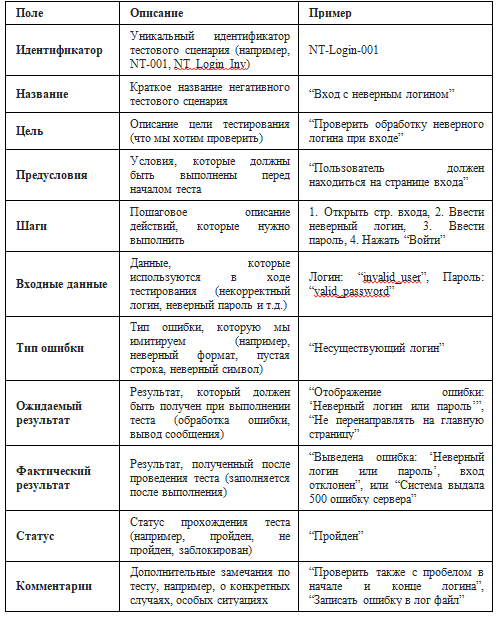 Поле Описание Пример
Идентификатор
Уникальный идентификатор
тестового сценария (например,
NT-001, NT_Login_Inv)
NT-Login-001
Название
Краткое название негативного
тестового сценария
“Вход с неверным логином”
Цель
Описание цели тестирования
(что мы хотим проверить)
“Проверить обработку неверного
логина при входе”
Предусловия
Условия, которые должны
быть выполнены перед
началом теста
“Пользователь должен
находиться на странице входа”
Шаги
Пошаговое описание
действий, которые нужно
выполнить
1. Открыть стр. входа, 2. Ввести
неверный логин, 3. Ввести
пароль, 4. Нажать “Войти”
Входные данные
Данные, которые
используются в ходе
тестирования (некорректный
логин, неверный пароль и т.д.)
Логин: “invalid_user”, Пароль:
“valid_password”
Тип ошибки
Тип ошибки, которую мы
имитируем (например,
неверный формат, пустая
строка, неверный символ)
“Несуществующий логин”
Ожидаемый
результат
Результат, который должен
быть получен при выполнении
теста (обработка ошибки,
вывод сообщения)
“Отображение ошибки:
‘Неверный логин или пароль’”,
“Не перенаправлять на главную
страницу”
Фактический
результат
Результат, полученный после
проведения теста (заполняется
после выполнения)
“Выведена ошибка: ‘Неверный
логин или пароль’, вход
отклонен”, или “Система выдала
500 ошибку сервера”
Статус
Статус прохождения теста
(например, пройден, не
пройден, заблокирован)
“Пройден”
Комментарии
Дополнительные замечания по
тесту, например, о конкретных
случаях, особых ситуациях
“Проверить также с пробелом в
начале и конце логина”,
“Записать ошибку в лог файл”